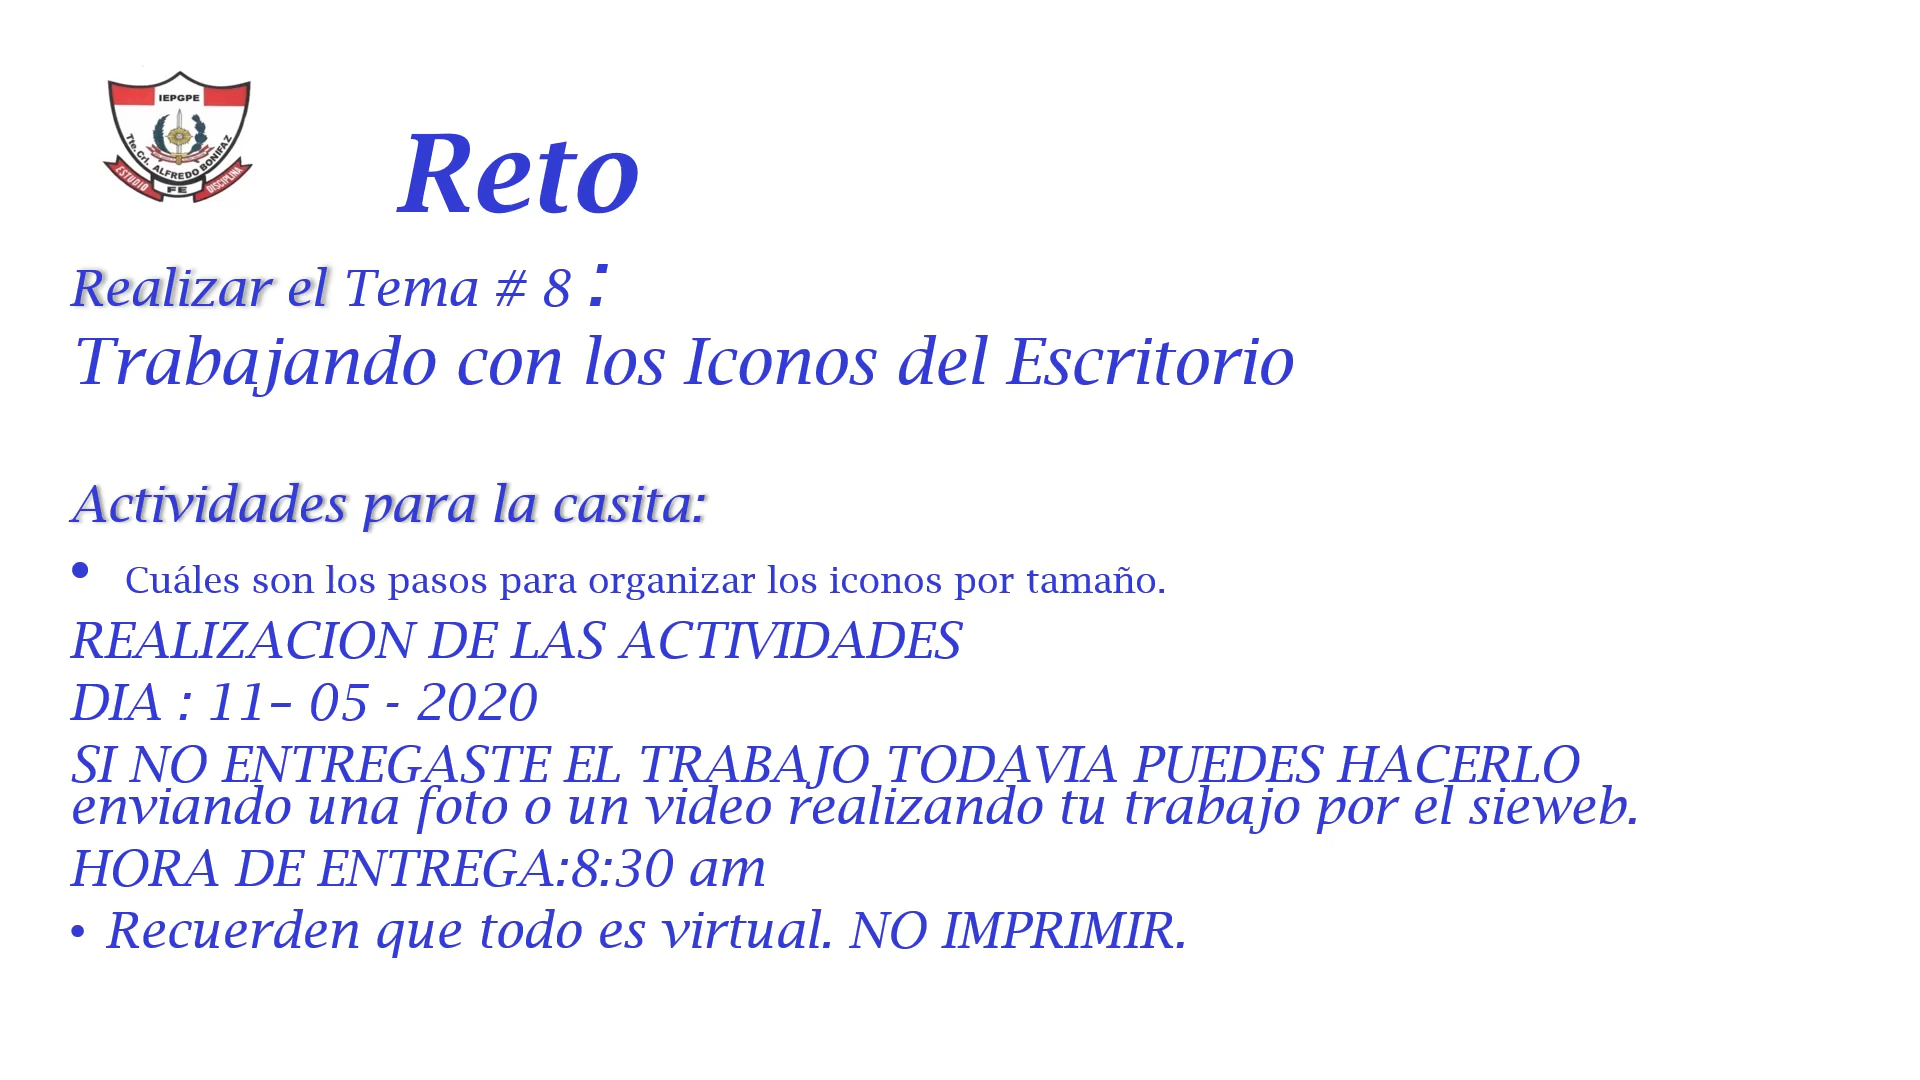 IEPGPE
Tte. Crl. ALFREDO BONIFAZ
ESTUDIO FE DISCIPLINA
Reto
Realizar el Tema # 8 :
Trabajando con los Iconos del Escritorio
Actividades para la casita:
• Cuáles son los pasos para organizar los iconos por tamaño.
REALIZACION DE LAS ACTIVIDADES
DIA : 11– 05 - 2020
SI NO ENTREGASTE EL TRABAJO TODAVIA PUEDES HACERLO
enviando una foto o un video realizando tu trabajo por el sieweb.
HORA DE ENTREGA:8:30 am
• Recuerden que todo es virtual. NO IMPRIMIR.